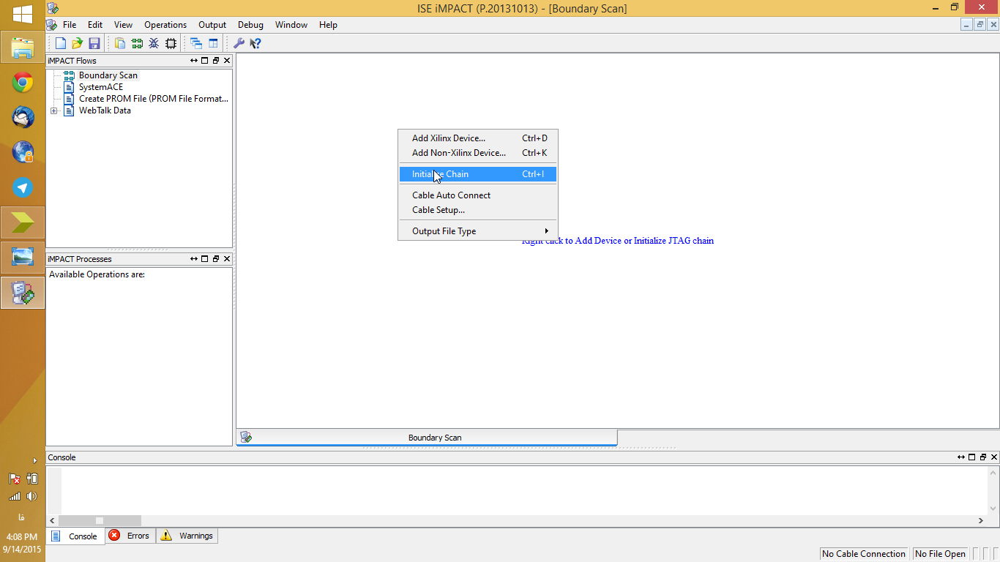 ISE iMPACT (P.20131013) - [Boundary Scan]
File Edit View Operations Output Debug Window Help
iMPACT Flows
Boundary Scan
SystemACE
Create PROM File (PROM File Format...
WebTalk Data
Add Xilinx Device... Ctrl+D
Add Non-Xilinx Device... Ctrl+K
Chain Ctrl+I
Cable Auto Connect
Cable Setup...
Output File Type
Right click to Add Device or Initialize JTAG chain
iMPACT Processes
Available Operations are:
Boundary Scan
Console
Console Errors Warnings
No Cable Connection No File Open
فا
4:08 PM
9/14/2015